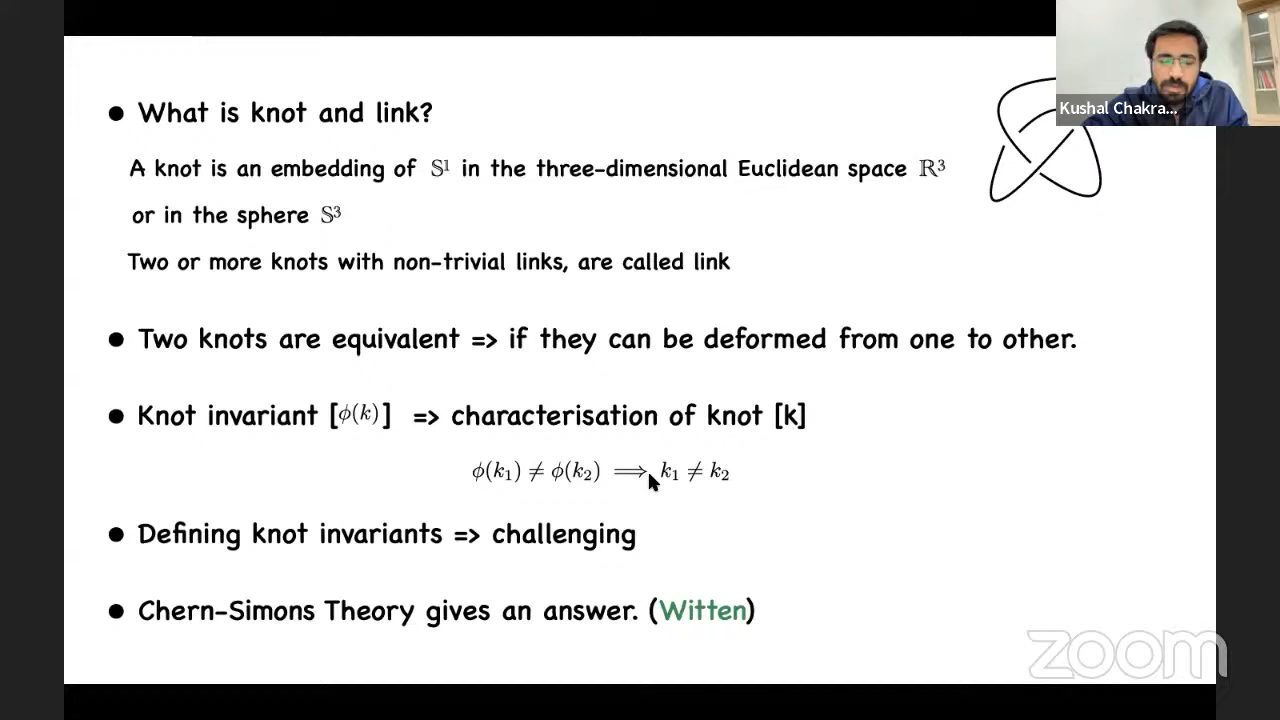 ● What is knot and link?
A knot is an embedding of 𝕊¹ in the three-dimensional Euclidean space ℝ³
or in the sphere 𝕊³
Two or more knots with non-trivial links, are called link
● Two knots are equivalent => if they can be deformed from one to other.
● Knot invariant [ϕ(k)] => characterisation of knot [k]
ϕ(k₁) ≠ ϕ(k₂) ⟹ k₁ ≠ k₂
● Defining knot invariants => challenging
● Chern-Simons Theory gives an answer. (Witten)
Kushal Chakra...
zoom